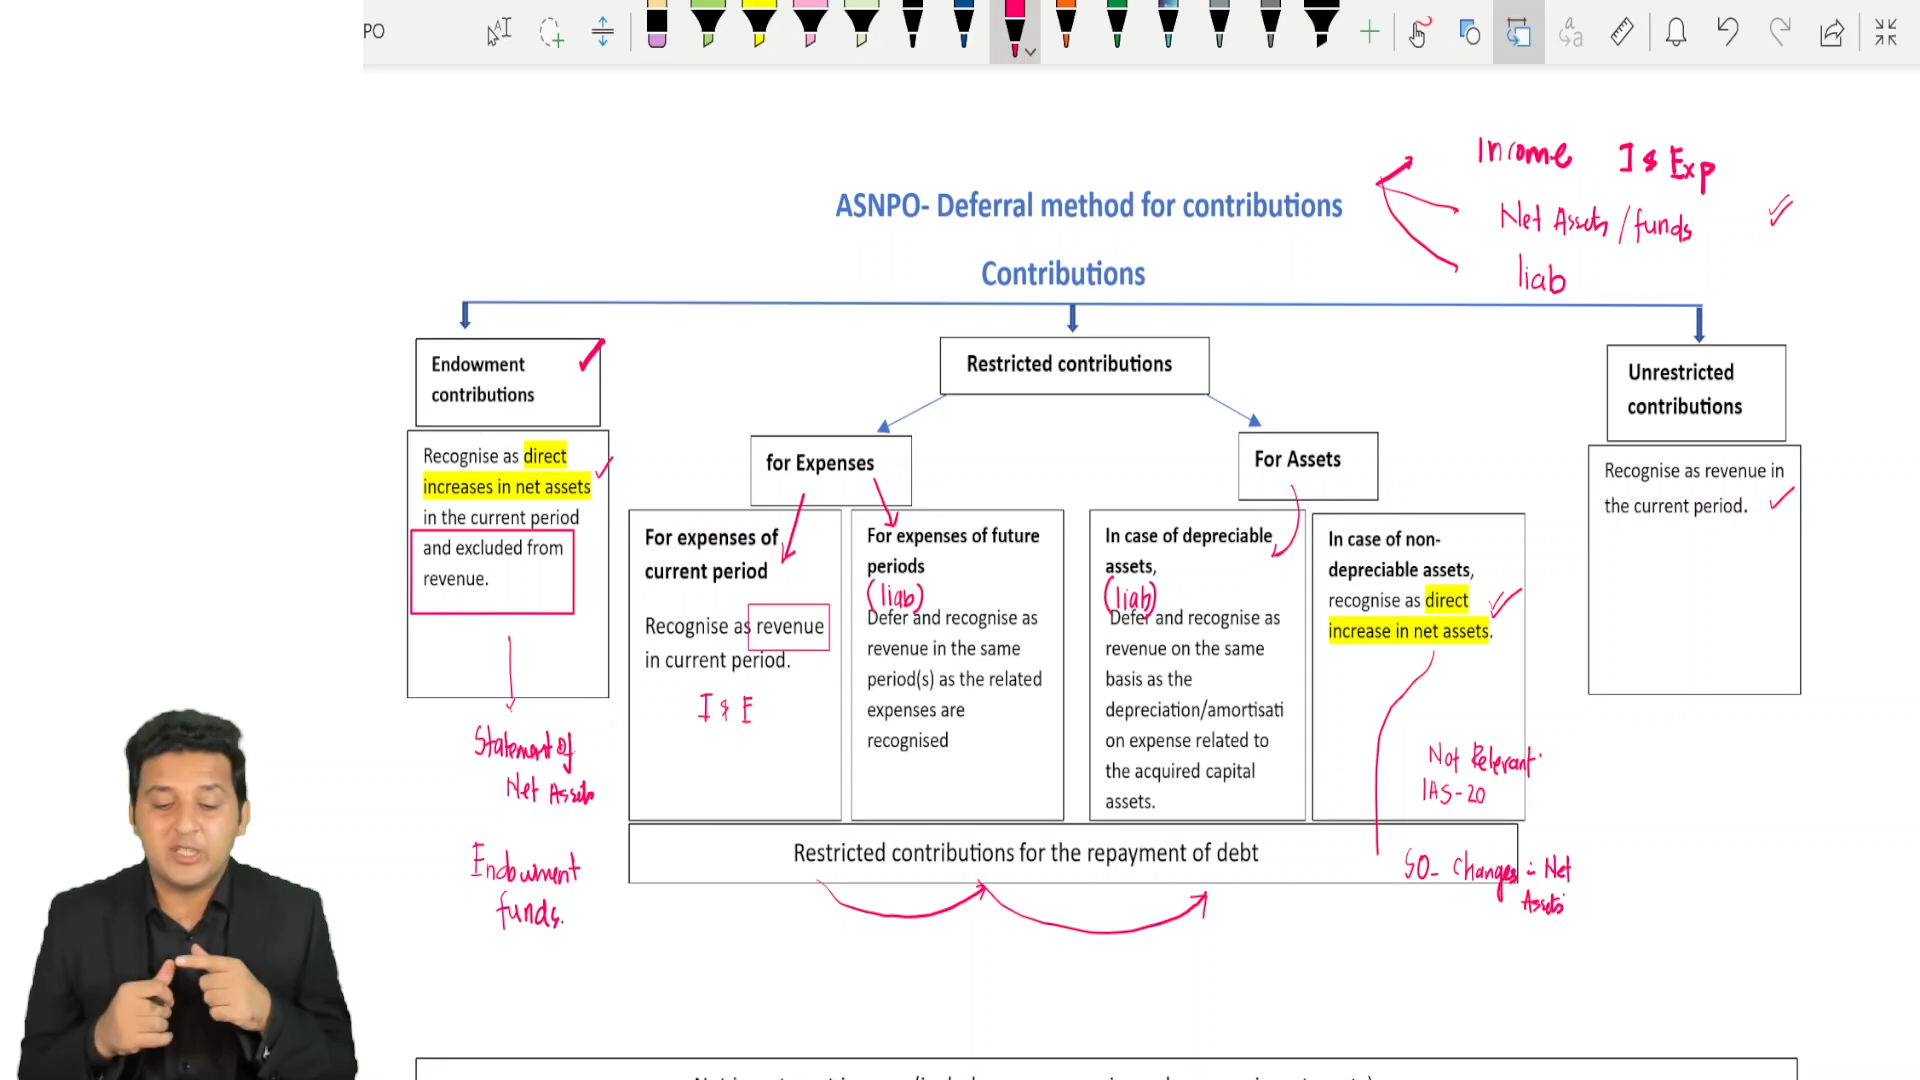 PO
Income I & Exp
ASNPO- Deferral method for contributions
Net Assets / funds
Contributions
liab
Endowment
contributions
Recognise as direct
increases in net assets
in the current period
and excluded from
revenue.
Statement of
Net Assets
Endowment
funds.
Restricted contributions
for Expenses
For expenses of
current period
Recognise as revenue
in current period.
I & E
For expenses of future
periods
(liab)
Defer and recognise as
revenue in the same
period(s) as the related
expenses are
recognised
For Assets
In case of depreciable
assets,
(liab)
Defer and recognise as
revenue on the same
basis as the
depreciation/amortisati
on expense related to
the acquired capital
assets.
In case of non-
depreciable assets,
recognise as direct
increase in net assets.
Not Relevant
IAS-20
Restricted contributions for the repayment of debt
SO- Changes in Net
Assets
Unrestricted
contributions
Recognise as revenue in
the current period.